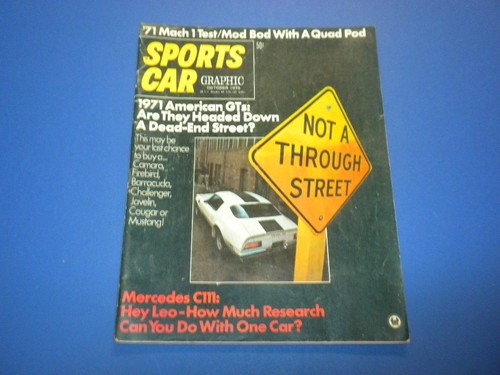 '71 Mach 1 Test/Mod Bod With A Quad Pod
SPORTS
CAR
GRAPHIC
OCTOBER 1970
50¢
1971 American GTs:
Are They Headed Down
A Dead-End Street?
This may be
your last chance
to buy a...
Camaro,
Firebird,
Barracuda,
Challenger,
Javelin,
Cougar or
Mustang!
NOT A
THROUGH
STREET
Mercedes C111:
Hey Leo-How Much Research
Can You Do With One Car?